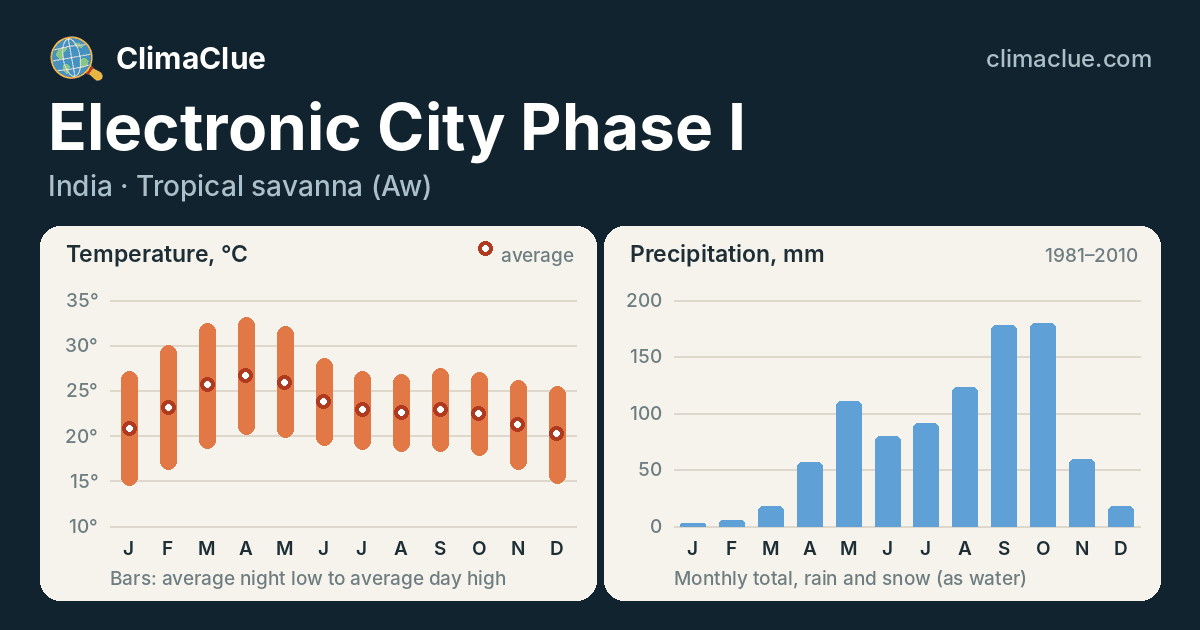 ClimaClue
climaclue.com
Electronic City Phase I
India · Tropical savanna (Aw)
Temperature, °C
average
35°
30°
25°
20°
15°
10°
J F M A M J J A S O N D
Bars: average night low to average day high
Precipitation, mm
1981–2010
200
150
100
50
0
J F M A M J J A S O N D
Monthly total, rain and snow (as water)